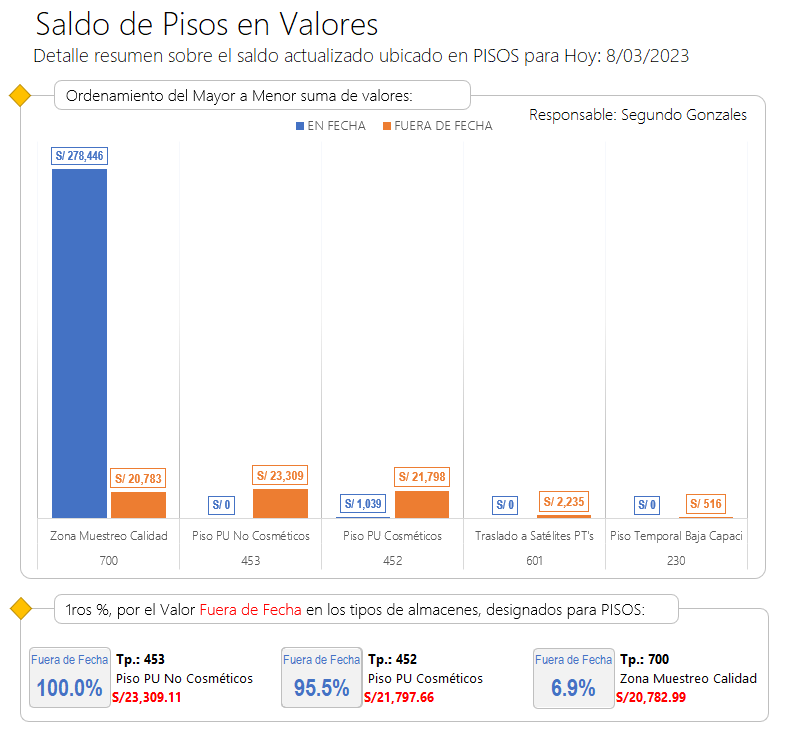 Saldo de Pisos en Valores
Detalle resumen sobre el saldo actualizado ubicado en PISOS para Hoy: 8/03/2023
Ordenamiento del Mayor a Menor suma de valores:
Responsable: Segundo Gonzales
EN FECHA FUERA DE FECHA
S/ 278,446
S/ 20,783
S/ 0
S/ 23,309
S/ 1,039
S/ 21,798
S/ 0
S/ 2,235
S/ 0
S/ 516
Zona Muestreo Calidad Piso PU No Cosméticos Piso PU Cosméticos Traslado a Satélites PT's Piso Temporal Baja Capaci
700 453 452 601 230
1ros %, por el Valor Fuera de Fecha en los tipos de almacenes, designados para PISOS:
Fuera de Fecha
100.0%
Tp.: 453
Piso PU No Cosméticos
S/23,309.11
Fuera de Fecha
95.5%
Tp.: 452
Piso PU Cosméticos
S/21,797.66
Fuera de Fecha
6.9%
Tp.: 700
Zona Muestreo Calidad
S/20,782.99